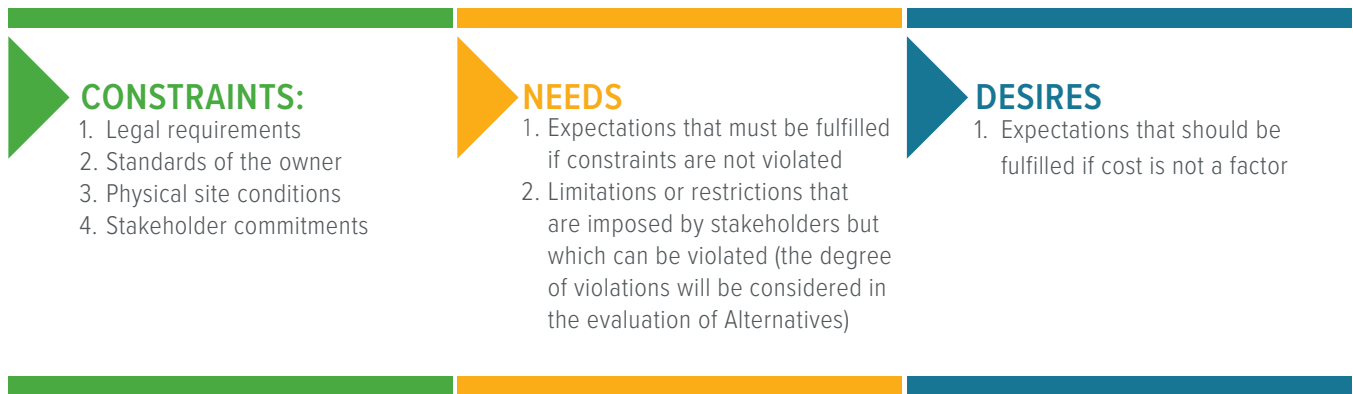 CONSTRAINTS:
1. Legal requirements
2. Standards of the owner
3. Physical site conditions
4. Stakeholder commitments
NEEDS
1. Expectations that must be fulfilled
if constraints are not violated
2. Limitations or restrictions that
are imposed by stakeholders but
which can be violated (the degree
of violations will be considered in
the evaluation of Alternatives)
DESIRES
1. Expectations that should be
fulfilled if cost is not a factor